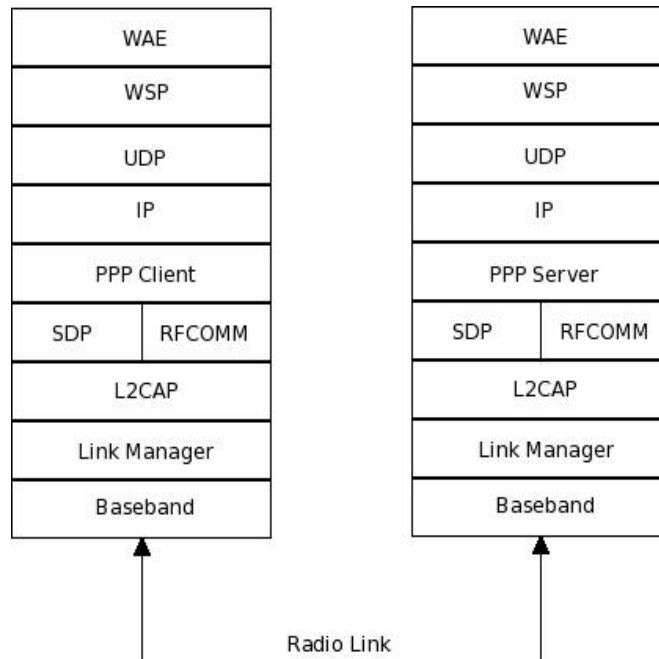 WAE
WSP
UDP
IP
PPP Client
SDP RFCOMM
L2CAP
Link Manager
Baseband
WAE
WSP
UDP
IP
PPP Server
SDP RFCOMM
L2CAP
Link Manager
Baseband
Radio Link